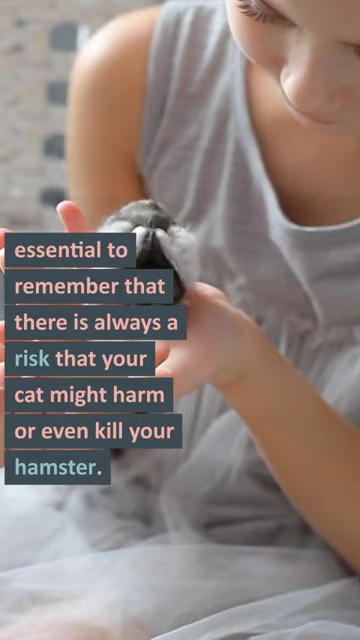 essential to
remember that
there is always a
risk that your
cat might harm
or even kill your
hamster.